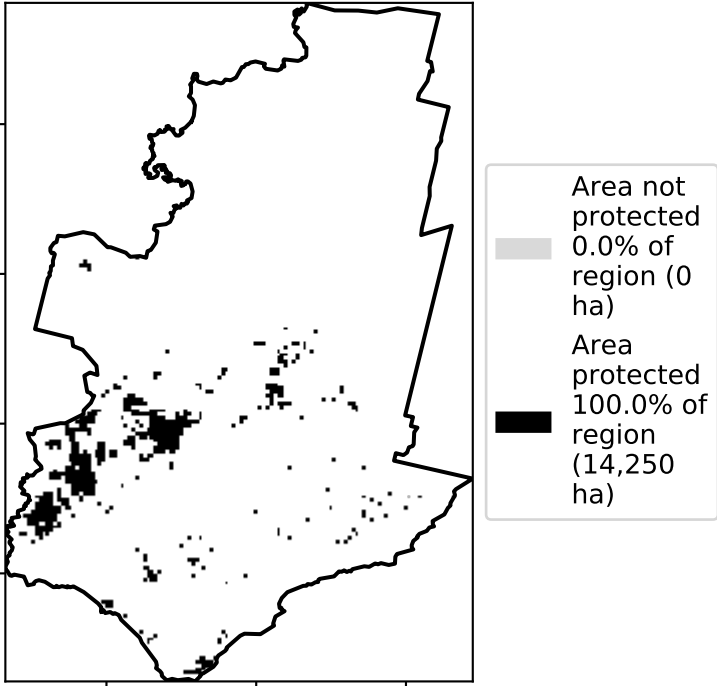 Area not
protected
0.0% of
region (0
ha)
Area
protected
100.0% of
region
(14,250
ha)